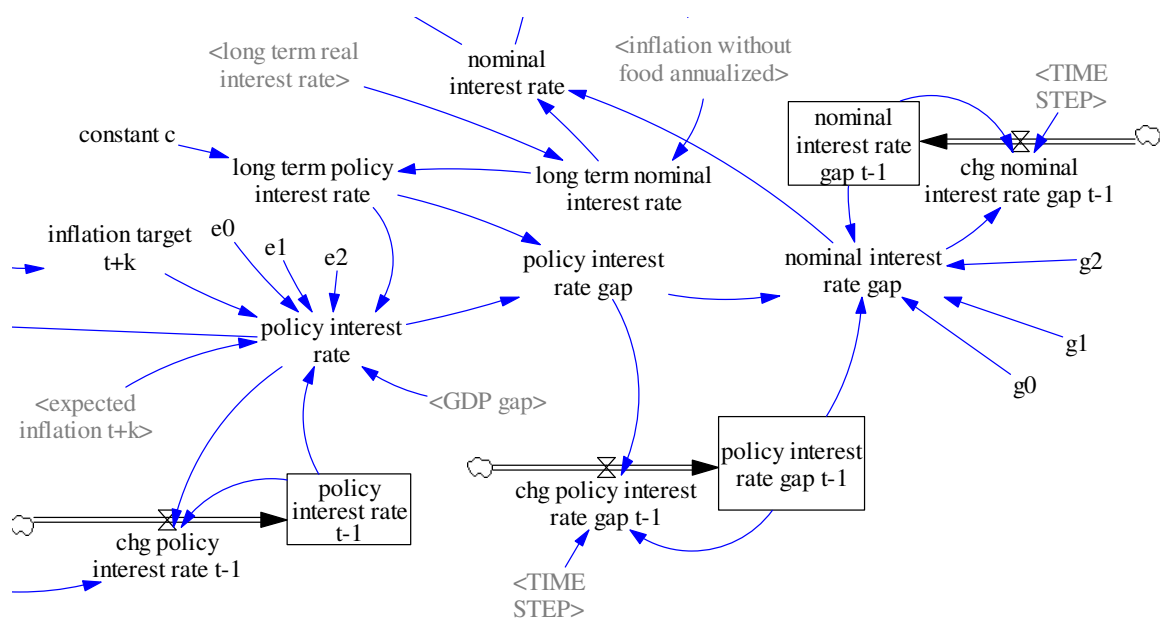 <long term real
interest rate>
nominal
interest rate
<inflation without
food annualized>
<TIME
STEP>
constant c
long term policy
interest rate
long term nominal
interest rate
nominal
interest rate
gap t-1
chg nominal
interest rate gap t-1
inflation target
t+k
e0
e1
e2
policy interest
rate gap
nominal interest
rate gap
g2
g1
g0
policy interest
rate
<expected
inflation t+k>
<GDP gap>
policy interest
rate gap t-1
chg policy interest
rate gap t-1
policy
interest rate
t-1
chg policy
interest rate t-1
<TIME
STEP>